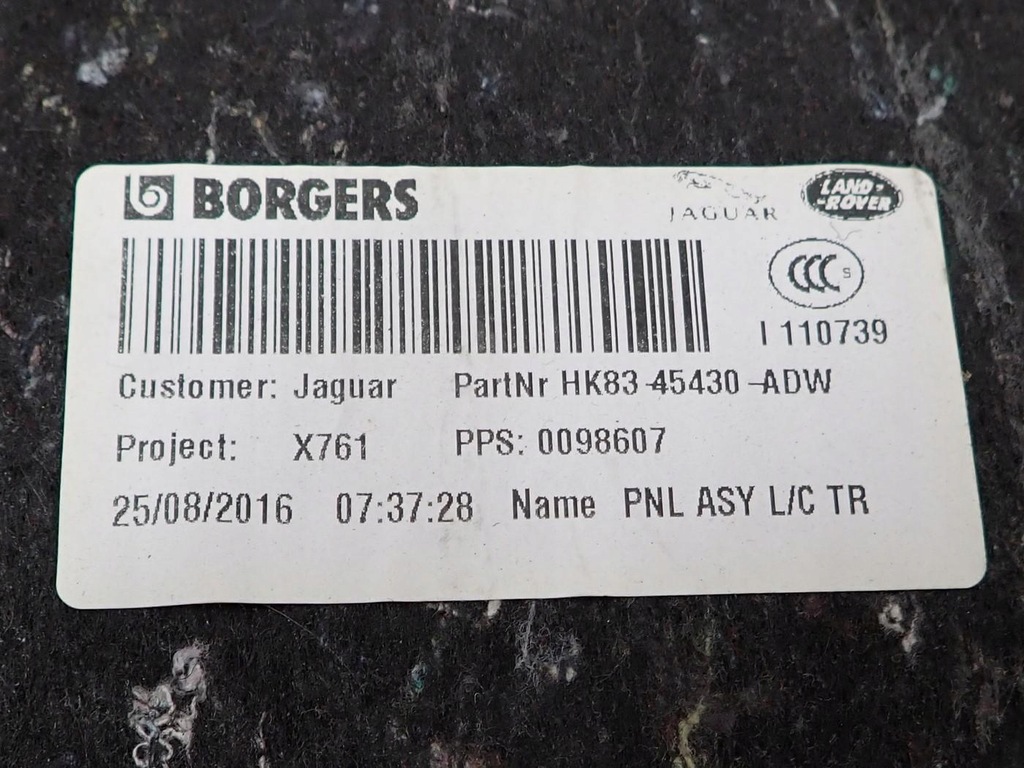 BORGERS
JAGUAR
LAND-
-ROVER
CCC S
I 110739
Customer: Jaguar PartNr HK83-45430-ADW
Project: X761 PPS: 0098607
25/08/2016 07:37:28 Name PNL ASY L/C TR